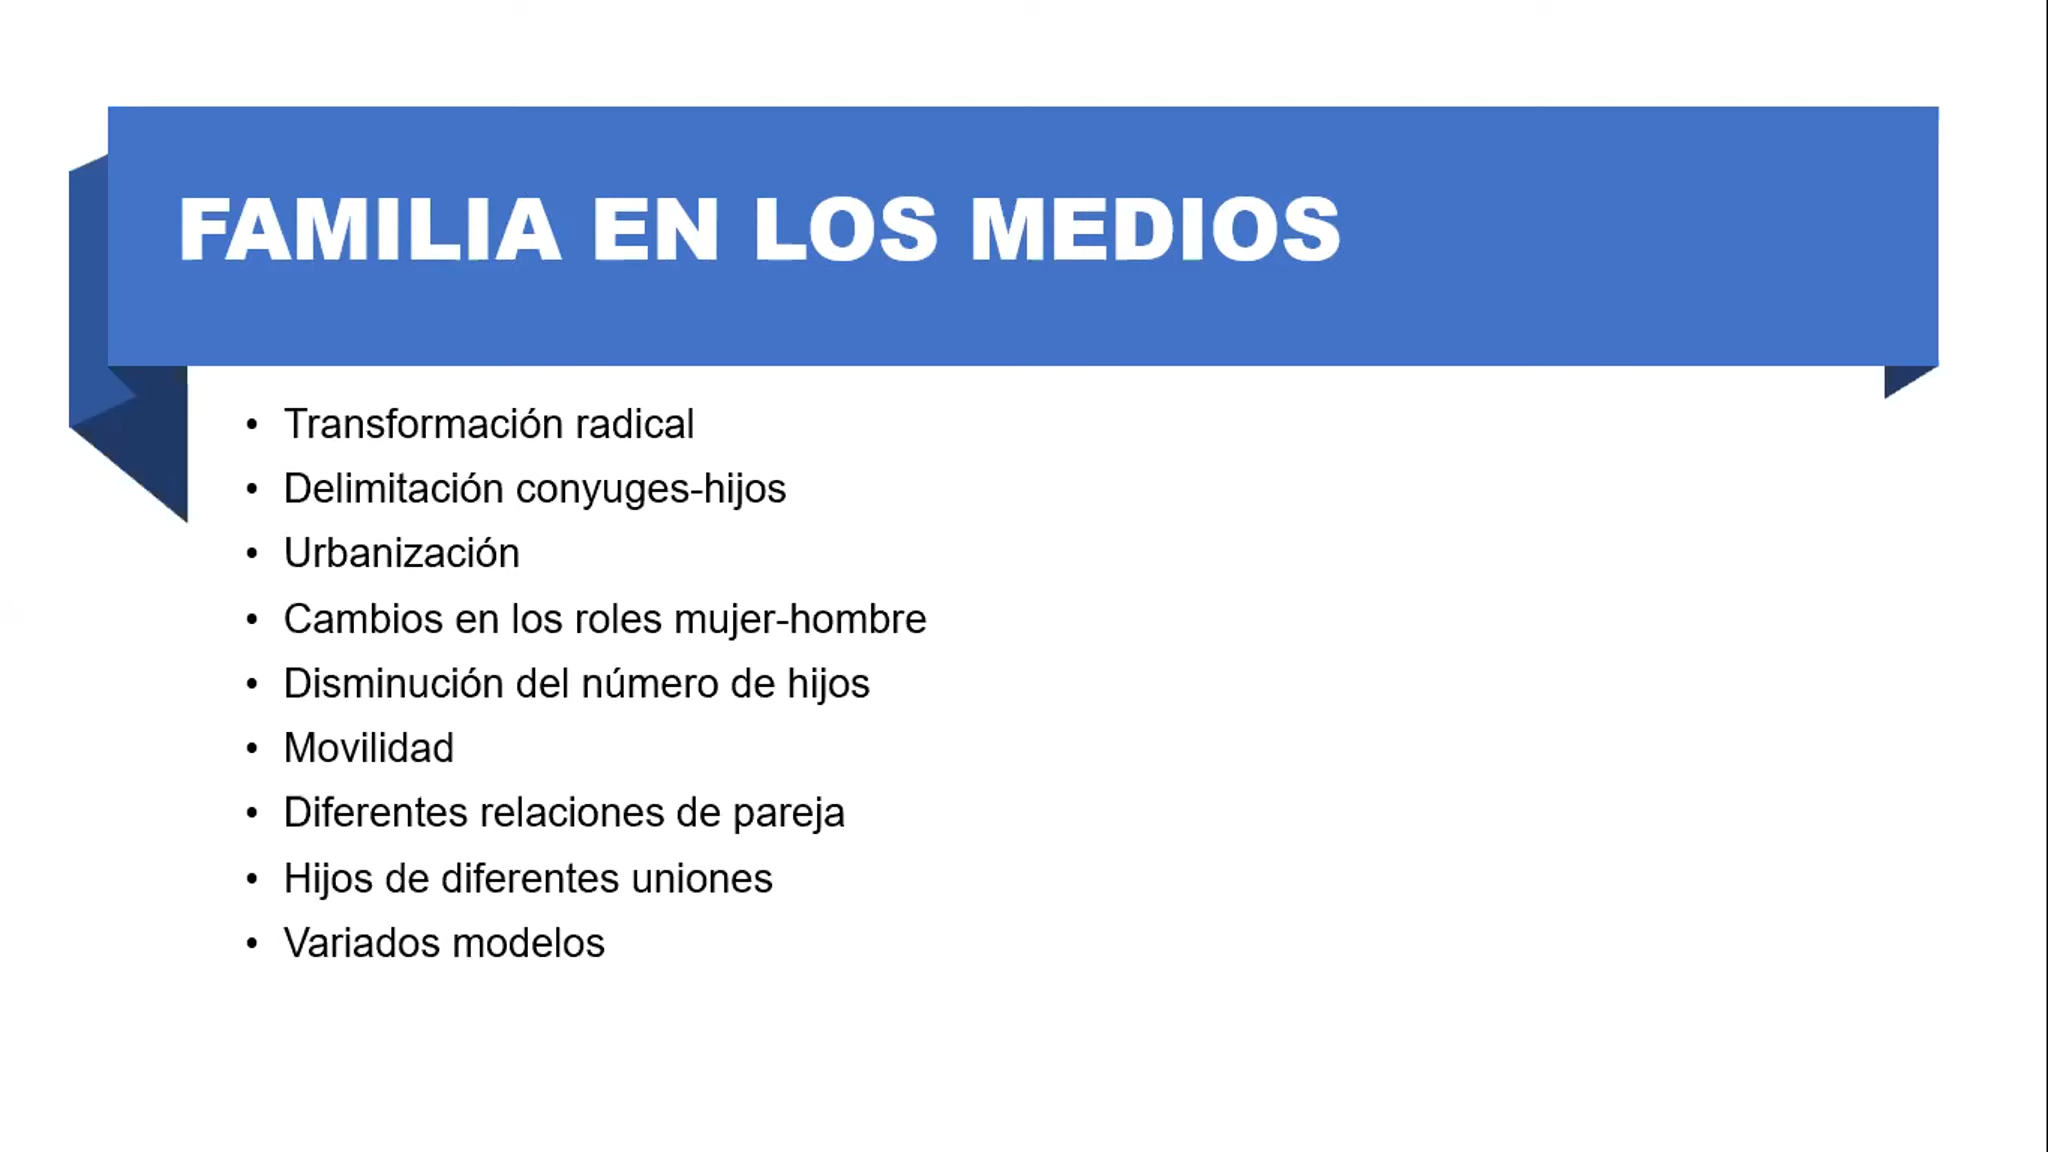 FAMILIA EN LOS MEDIOS
• Transformación radical
• Delimitación conyuges-hijos
• Urbanización
• Cambios en los roles mujer-hombre
• Disminución del número de hijos
• Movilidad
• Diferentes relaciones de pareja
• Hijos de diferentes uniones
• Variados modelos